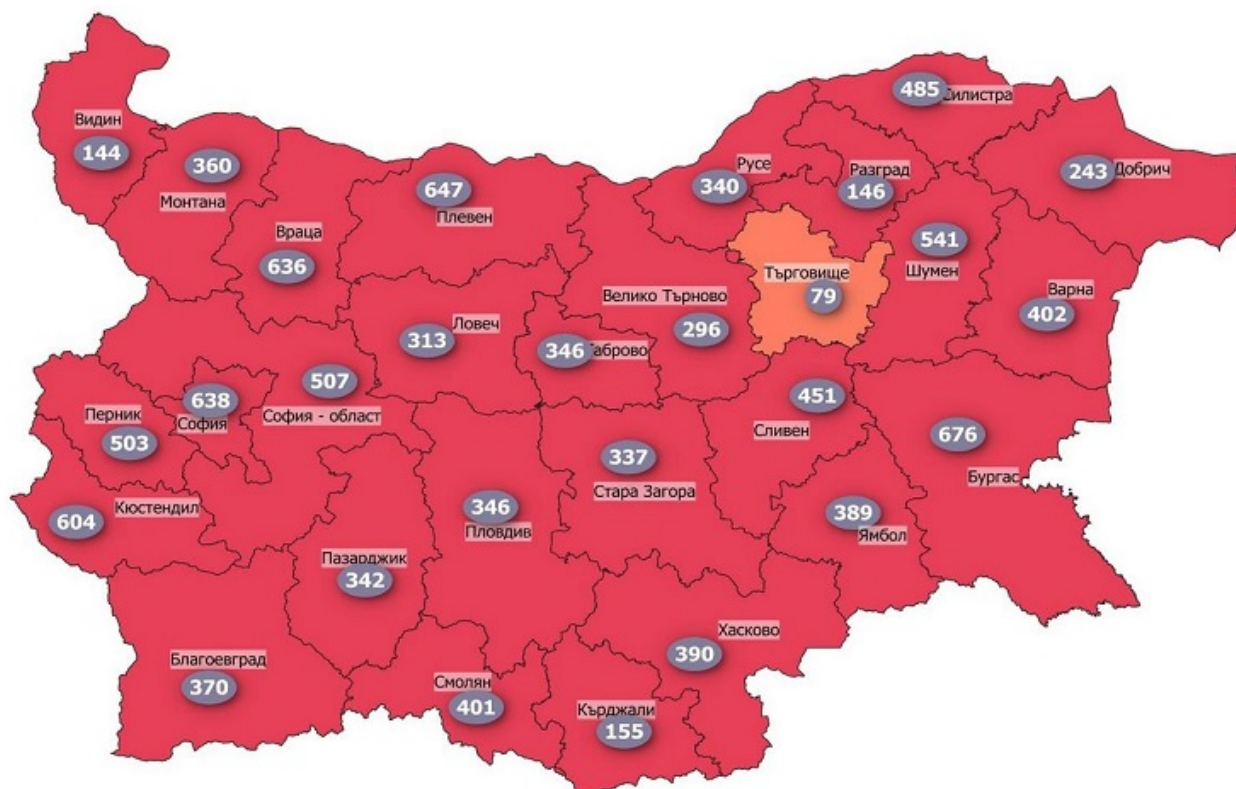 485
Силистра
Видин
144
360
Монтана
647
Плевен
Русе
340
Разград
146
243
Добрич
Враца
636
541
Шумен
Търговище
79
Велико Търново
296
Варна
402
Ловеч
313
346
Габрово
507
София - област
638
София
Перник
503
451
Сливен
676
Бургас
337
Стара Загора
604
Кюстендил
346
Пловдив
389
Ямбол
Пазарджик
342
Хасково
390
Благоевград
370
Смолян
401
Кърджали
155